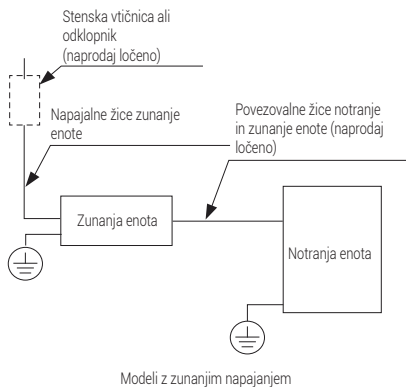 Stenska vtičnica ali
odklopnik
(naprodaj ločeno)
Napajalne žice zunanje
enote
Povezovalne žice notranje
in zunanje enote (naprodaj
ločeno)
Zunanja enota
Notranja enota
Modeli z zunanjim napajanjem